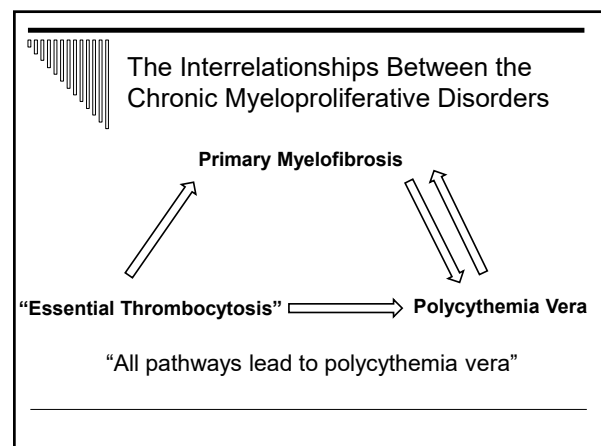 The Interrelationships Between the
Chronic Myeloproliferative Disorders
Primary Myelofibrosis
“Essential Thrombocytosis”
Polycythemia Vera
“All pathways lead to polycythemia vera”